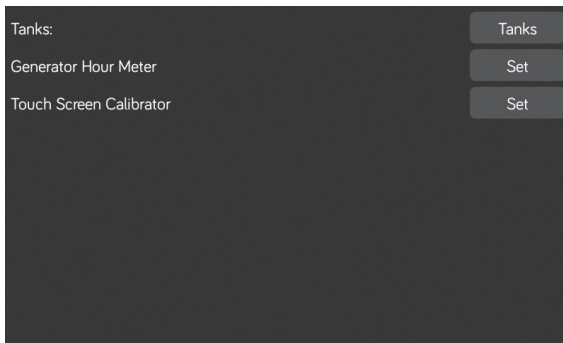 Tanks: Tanks
Generator Hour Meter Set
Touch Screen Calibrator Set